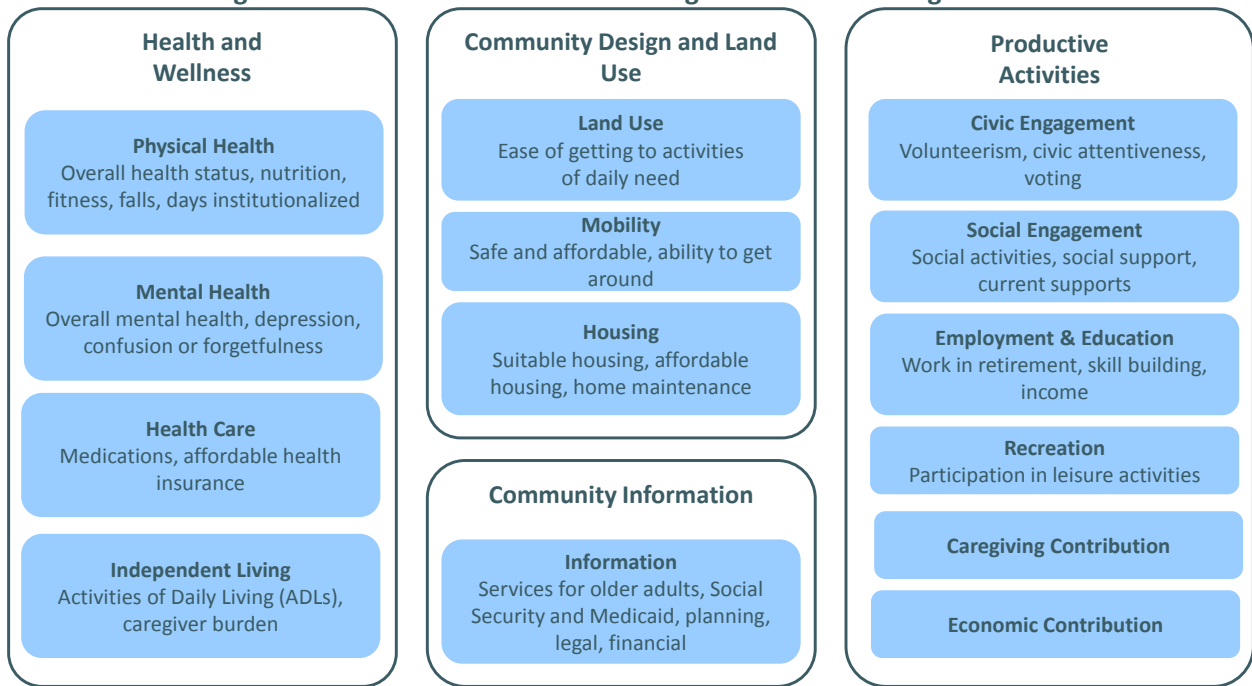 Health and
Wellness
Physical Health
Overall health status, nutrition,
fitness, falls, days institutionalized
Mental Health
Overall mental health, depression,
confusion or forgetfulness
Health Care
Medications, affordable health
insurance
Independent Living
Activities of Daily Living (ADLs),
caregiver burden
Community Design and Land
Use
Land Use
Ease of getting to activities
of daily need
Mobility
Safe and affordable, ability to get
around
Housing
Suitable housing, affordable
housing, home maintenance
Community Information
Information
Services for older adults, Social
Security and Medicaid, planning,
legal, financial
Productive
Activities
Civic Engagement
Volunteerism, civic attentiveness,
voting
Social Engagement
Social activities, social support,
current supports
Employment & Education
Work in retirement, skill building,
income
Recreation
Participation in leisure activities
Caregiving Contribution
Economic Contribution